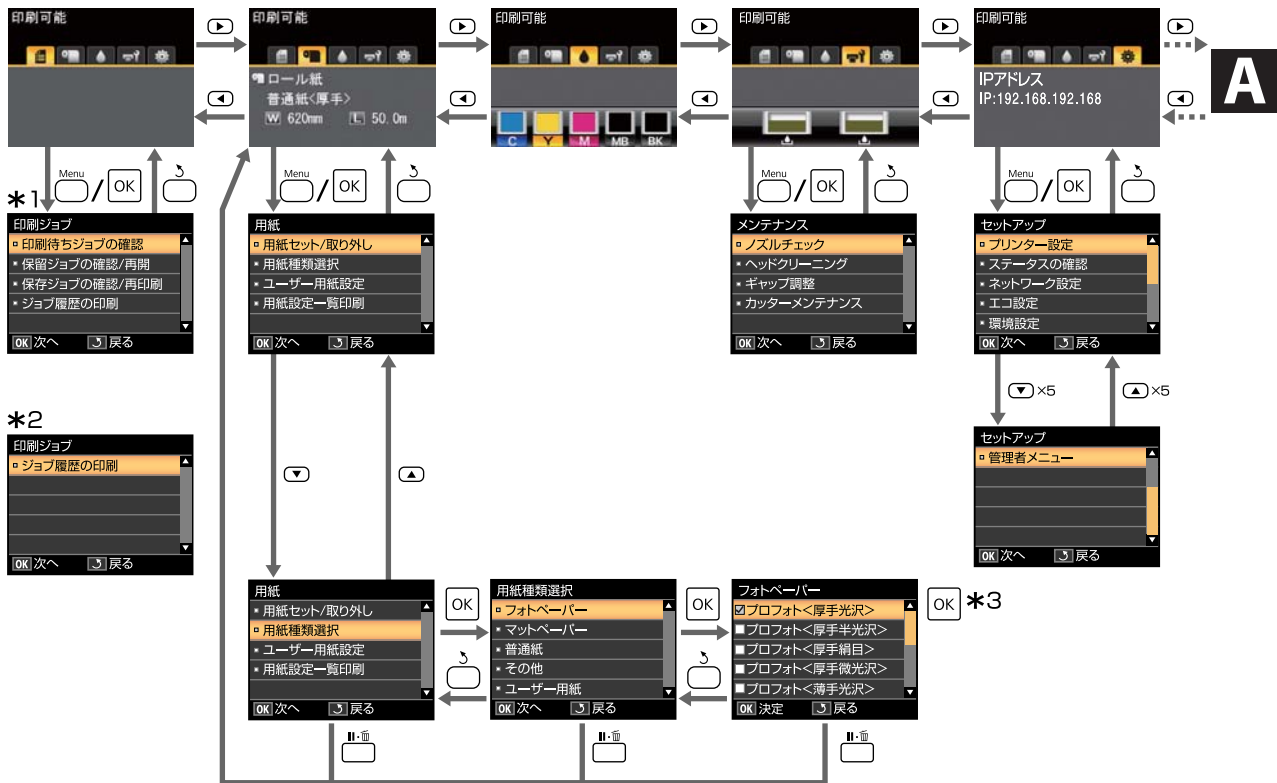 印刷可能
印刷可能
ロール紙
普通紙<厚手>
W 620mm L 50.0m
印刷可能
C Y M MB BK
印刷可能
印刷可能
IPアドレス
IP:192.168.192.168
A
Menu / OK
Menu / OK
Menu / OK
Menu / OK
*1
印刷ジョブ
印刷待ちジョブの確認
保留ジョブの確認/再開
保存ジョブの確認/再印刷
ジョブ履歴の印刷
OK 次へ 戻る
用紙
用紙セット/取り外し
用紙種類選択
ユーザー用紙設定
用紙設定一覧印刷
OK 次へ 戻る
メンテナンス
ノズルチェック
ヘッドクリーニング
ギャップ調整
カッターメンテナンス
OK 次へ 戻る
セットアップ
プリンター設定
ステータスの確認
ネットワーク設定
エコ設定
環境設定
OK 次へ 戻る
×5
×5
*2
印刷ジョブ
ジョブ履歴の印刷
OK 次へ 戻る
セットアップ
管理者メニュー
OK 次へ 戻る
用紙
用紙セット/取り外し
用紙種類選択
ユーザー用紙設定
用紙設定一覧印刷
OK 次へ 戻る
OK
用紙種類選択
フォトペーパー
マットペーパー
普通紙
その他
ユーザー用紙
OK 次へ 戻る
OK
フォトペーパー
プロフォト<厚手光沢>
プロフォト<厚手半光沢>
プロフォト<厚手絹目>
プロフォト<厚手微光沢>
プロフォト<薄手光沢>
OK 決定 戻る
OK *3